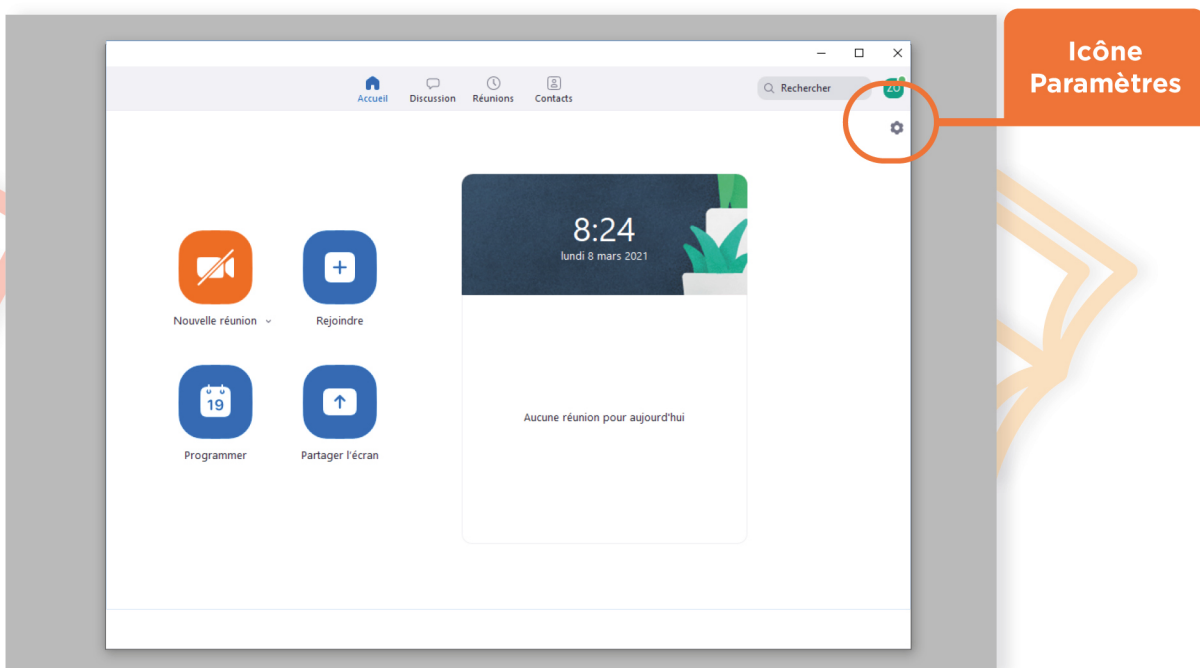 Icône
Paramètres
Accueil
Discussion
Réunions
Contacts
Rechercher
ZU
8:24
lundi 8 mars 2021
Nouvelle réunion
Rejoindre
19
Programmer
Partager l'écran
Aucune réunion pour aujourd'hui